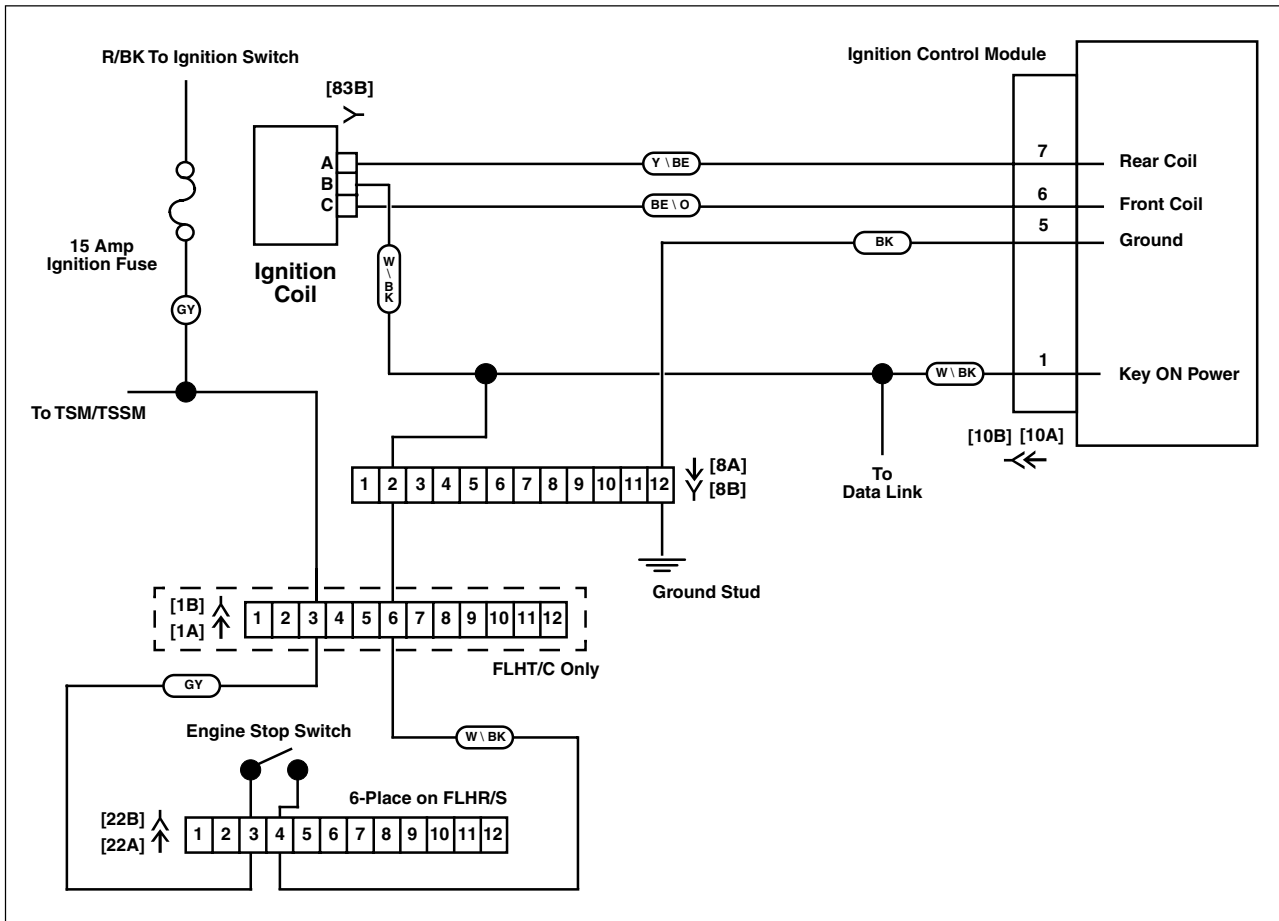 R/BK To Ignition Switch
Ignition Control Module
[83B]
A
B
C
Y \ BE
7
Rear Coil
BE \ O
6
Front Coil
5
BK
Ground
15 Amp
Ignition Fuse
Ignition
Coil
W \ BK
GY
1
W \ BK
Key ON Power
To TSM/TSSM
[10B] [10A]
To
Data Link
1 2 3 4 5 6 7 8 9 10 11 12
[8A]
[8B]
Ground Stud
[1B]
[1A]
1 2 3 4 5 6 7 8 9 10 11 12
FLHT/C Only
GY
Engine Stop Switch
W \ BK
6-Place on FLHR/S
[22B]
[22A]
1 2 3 4 5 6 7 8 9 10 11 12